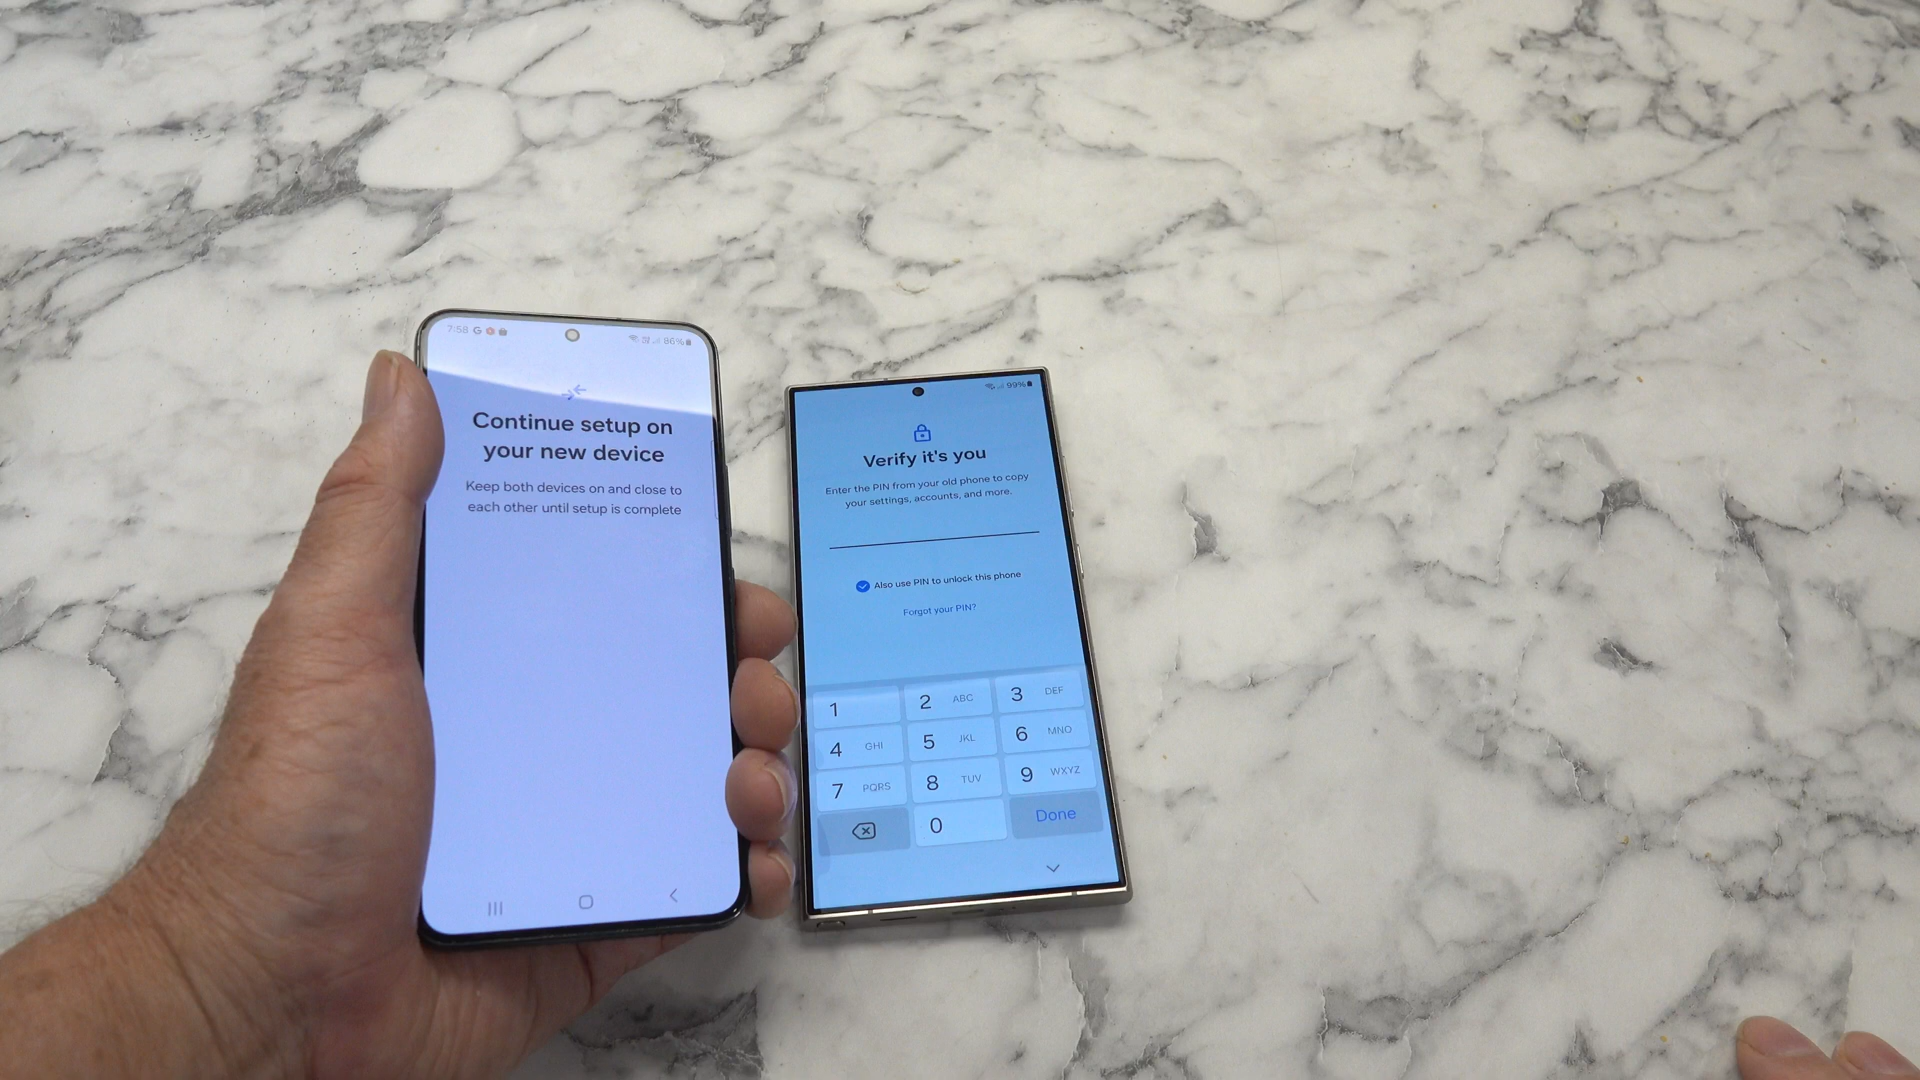 7:58 G
86%
Continue setup on
your new device
Keep both devices on and close to
each other until setup is complete
99%
Verify it's you
Enter the PIN from your old phone to copy
your settings, accounts, and more.
Also use PIN to unlock this phone
Forgot your PIN?
1 2 ABC 3 DEF
4 GHI 5 JKL 6 MNO
7 PQRS 8 TUV 9 WXYZ
0 Done